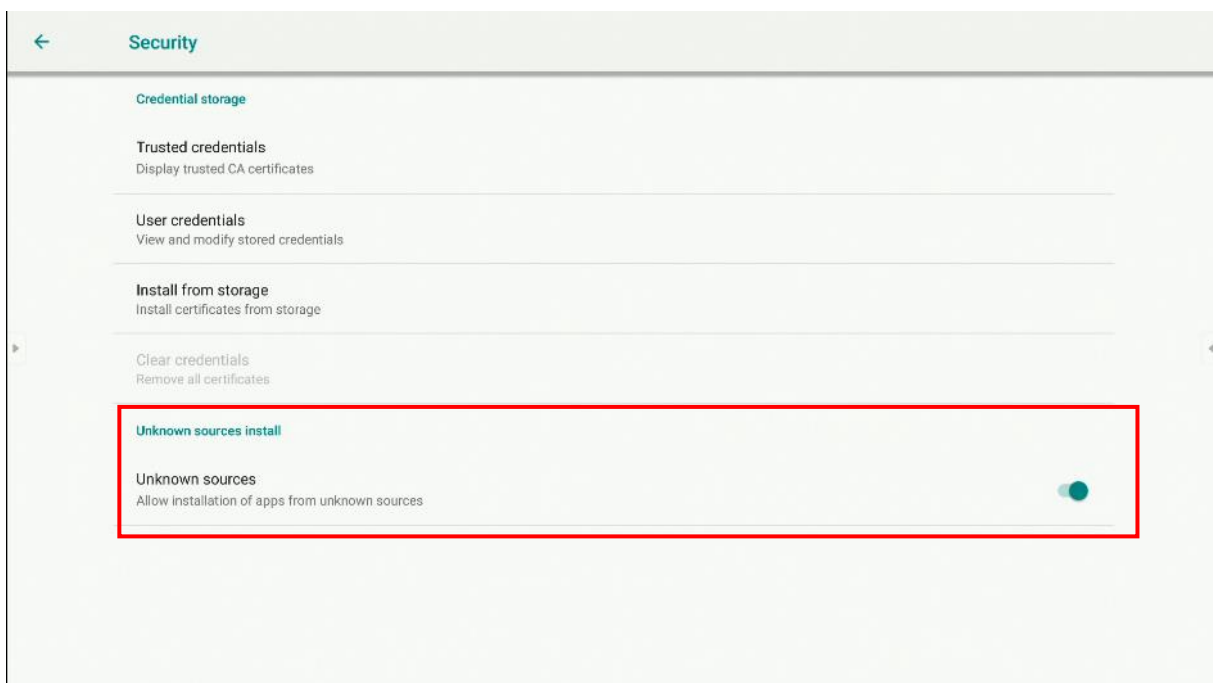 Security
Credential storage
Trusted credentials
Display trusted CA certificates
User credentials
View and modify stored credentials
Install from storage
Install certificates from storage
Clear credentials
Remove all certificates
Unknown sources install
Unknown sources
Allow installation of apps from unknown sources